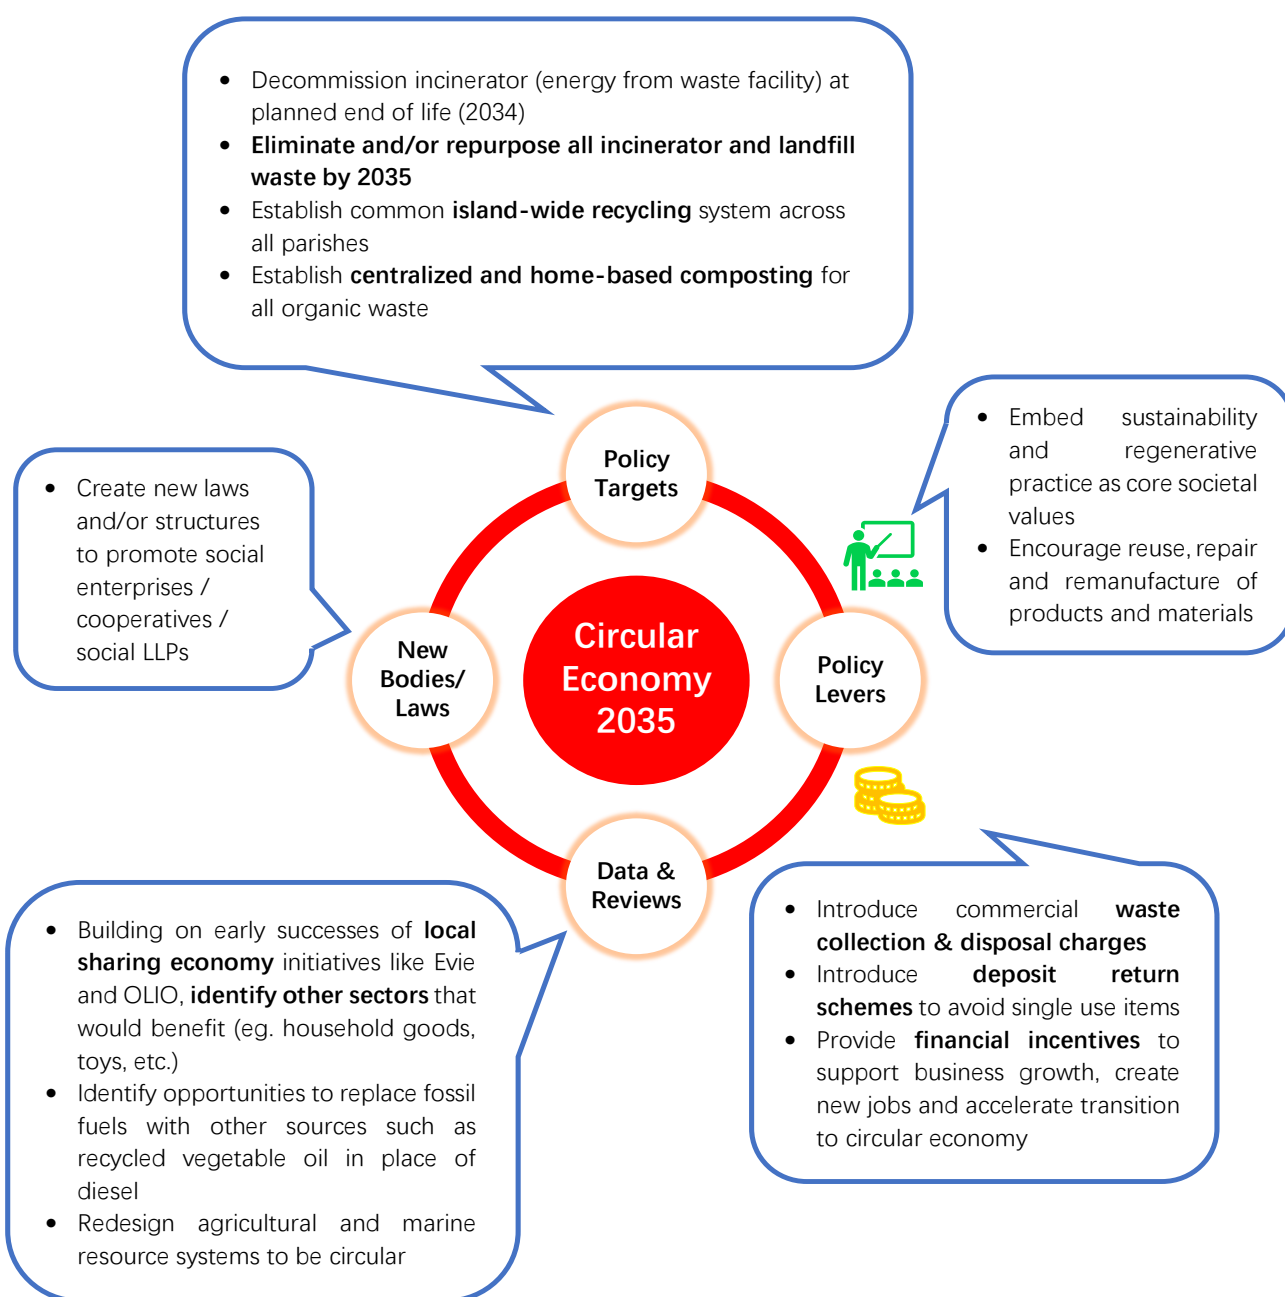 • Decommission incinerator (energy from waste facility) at
planned end of life (2034)
• Eliminate and/or repurpose all incinerator and landfill
waste by 2035
• Establish common island-wide recycling system across
all parishes
• Establish centralized and home-based composting for
all organic waste
Policy
Targets
• Embed sustainability
and regenerative
practice as core societal
values
• Encourage reuse, repair
and remanufacture of
products and materials
• Create new laws
and/or structures
to promote social
enterprises /
cooperatives /
social LLPs
New
Bodies/
Laws
Circular
Economy
2035
Policy
Levers
Data &
Reviews
• Building on early successes of local
sharing economy initiatives like Evie
and OLIO, identify other sectors that
would benefit (eg. household goods,
toys, etc.)
• Identify opportunities to replace fossil
fuels with other sources such as
recycled vegetable oil in place of
diesel
• Redesign agricultural and marine
resource systems to be circular
• Introduce commercial waste
collection & disposal charges
• Introduce deposit return
schemes to avoid single use items
• Provide financial incentives to
support business growth, create
new jobs and accelerate transition
to circular economy